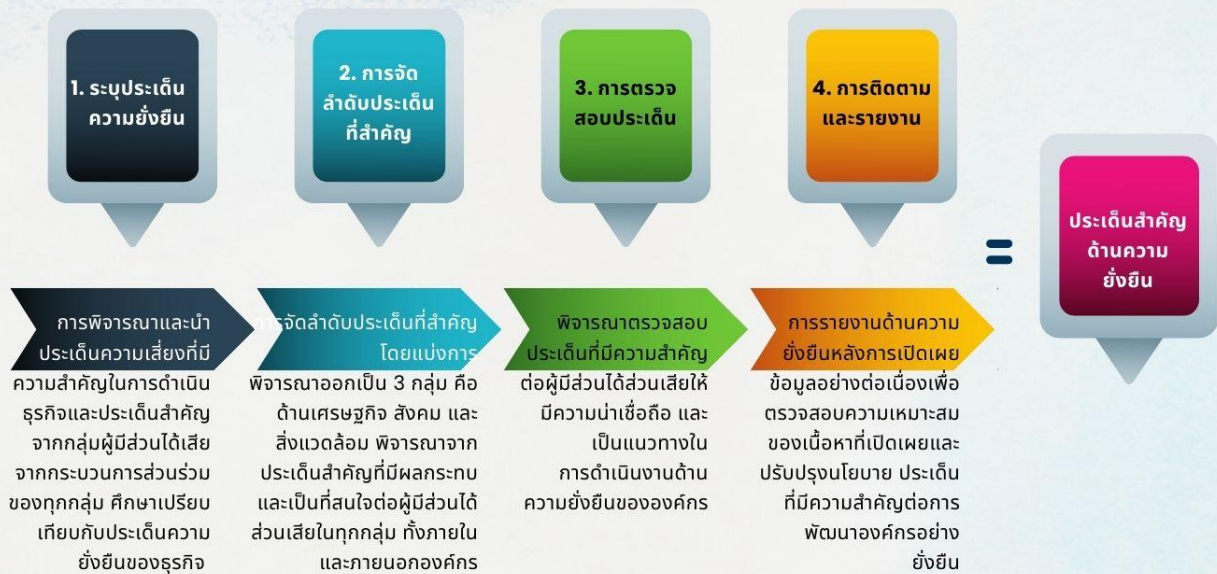 1. ระบุประเด็น
ความยั่งยืน
2. การจัด
ลำดับประเด็น
ที่สำคัญ
3. การตรวจ
สอบประเด็น
4. การติดตาม
และรายงาน
=
ประเด็นสำคัญ
ด้านความ
ยั่งยืน
การพิจารณาและนำ
ประเด็นความเสี่ยงที่มี
ความสำคัญในการดำเนิน
ธุรกิจและประเด็นสำคัญ
จากกลุ่มผู้มีส่วนได้เสีย
จากกระบวนการส่วนร่วม
ของทุกกลุ่ม ศึกษาเปรียบ
เทียบกับประเด็นความ
ยั่งยืนของธุรกิจ
การจัดลำดับประเด็นที่สำคัญ
โดยแบ่งการ
พิจารณาออกเป็น 3 กลุ่ม คือ
ด้านเศรษฐกิจ สังคม และ
สิ่งแวดล้อม พิจารณาจาก
ประเด็นสำคัญที่มีผลกระทบ
และเป็นที่สนใจต่อผู้มีส่วนได้
ส่วนเสียในทุกกลุ่ม ทั้งภายใน
และภายนอกองค์กร
พิจารณาตรวจสอบ
ประเด็นที่มีความสำคัญ
ต่อผู้มีส่วนได้ส่วนเสียให้
มีความน่าเชื่อถือ และ
เป็นแนวทางใน
การดำเนินงานด้าน
ความยั่งยืนขององค์กร
การรายงานด้านความ
ยั่งยืนหลังการเปิดเผย
ข้อมูลอย่างต่อเนื่องเพื่อ
ตรวจสอบความเหมาะสม
ของเนื้อหาที่เปิดเผยและ
ปรับปรุงนโยบาย ประเด็น
ที่มีความสำคัญต่อการ
พัฒนาองค์กรอย่าง
ยั่งยืน